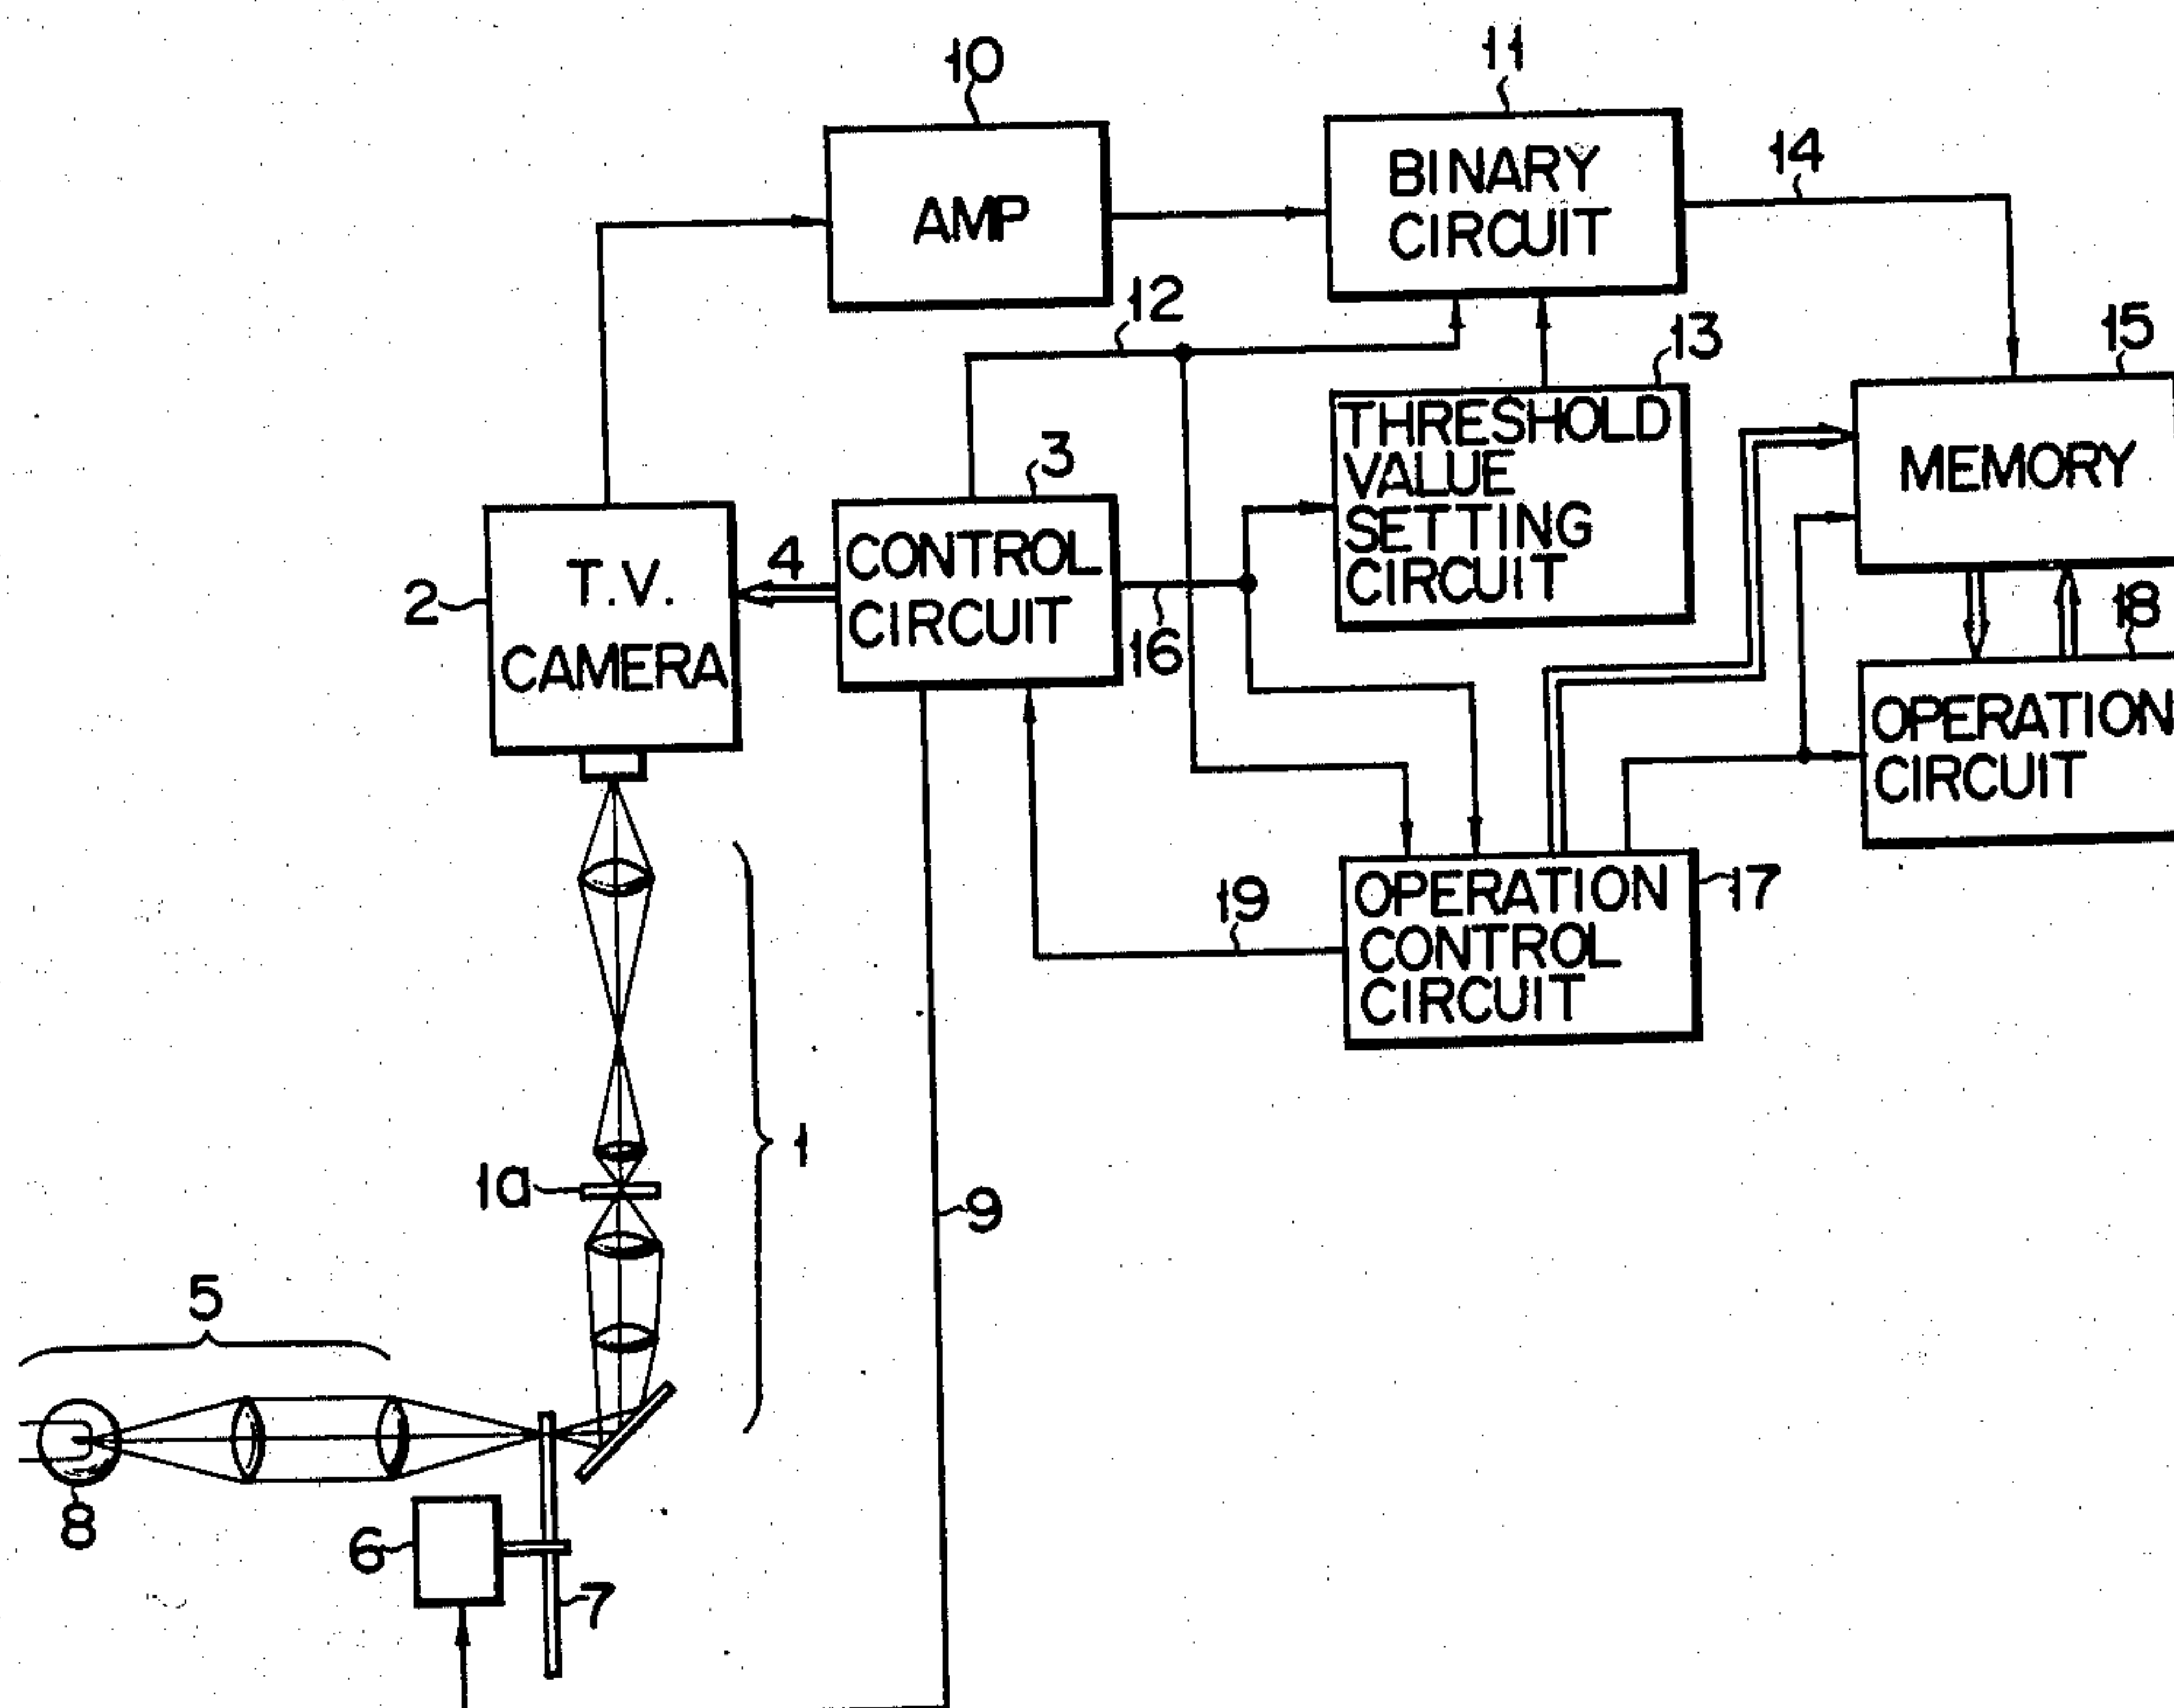 10
11
AMP
BINARY
CIRCUIT
14
12
13
15
THRESHOLD
VALUE
SETTING
CIRCUIT
MEMORY
3
CONTROL
CIRCUIT
4
2
T.V.
CAMERA
16
18
OPERATION
CIRCUIT
19
OPERATION
CONTROL
CIRCUIT
17
1
1a
9
5
8
6
7